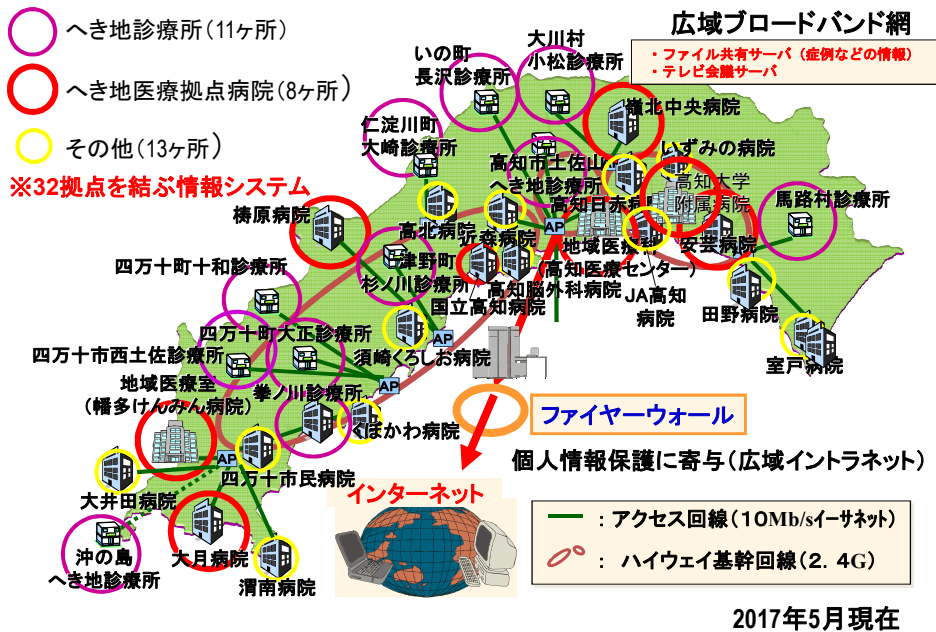 へき地診療所(11ヶ所)
へき地医療拠点病院(8ヶ所)
その他(13ヶ所)
※32拠点を結ぶ情報システム
広域ブロードバンド網
・ファイル共有サーバ（症例などの情報）
・テレビ会議サーバ
いの町
長沢診療所
大川村
小松診療所
仁淀川町
大崎診療所
嶺北中央病院
高知市土佐山
へき地診療所
いずみの病院
高知大学
附属病院
馬路村診療所
梼原病院
高北病院
近森病院
高知日赤病
AP
地域医療科
(高知医療センター)
安芸病院
津野町
杉ノ川診療所
国立高知病院
高知脳外科病院
JA高知
病院
田野病院
室戸病院
四万十町十和診療所
四万十町大正診療所
須崎くろしお病院
AP
四万十市西土佐診療所
AP
地域医療室
(幡多けんみん病院)
拳ノ川診療所
くぼかわ病院
ファイヤーウォール
個人情報保護に寄与(広域イントラネット)
AP
四万十市民病院
大井田病院
インターネット
沖の島
へき地診療所
大月病院
渭南病院
：アクセス回線(10Mb/sイーサネット)
：ハイウェイ基幹回線(2．4G)
2017年5月現在